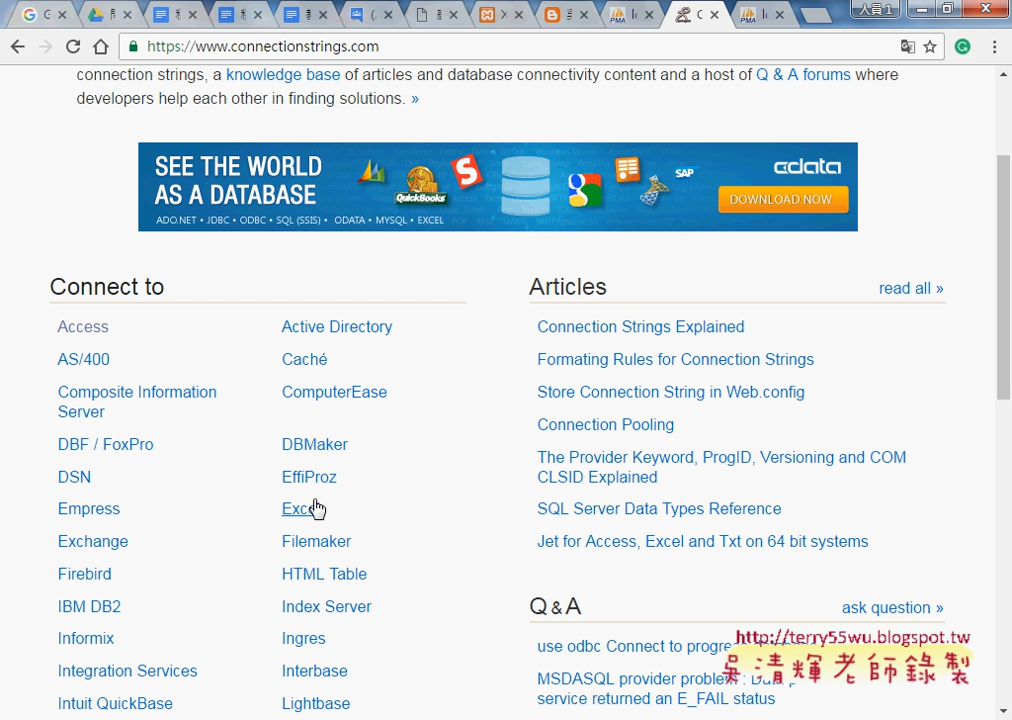 人員1
https://www.connectionstrings.com
connection strings, a knowledge base of articles and database connectivity content and a host of Q & A forums where
developers help each other in finding solutions. »
SEE THE WORLD
AS A DATABASE
ADO.NET • JDBC • ODBC • SQL (SSIS) • ODATA • MYSQL • EXCEL
QuickBooks
SAP
cdata
DOWNLOAD NOW
Connect to
Access
Active Directory
AS/400
Caché
Composite Information
Server
ComputerEase
DBF / FoxPro
DBMaker
DSN
EffiProz
Empress
Exchange
Filemaker
Firebird
HTML Table
IBM DB2
Index Server
Informix
Ingres
Integration Services
Interbase
Intuit QuickBase
Lightbase
Articles
read all »
Connection Strings Explained
Formating Rules for Connection Strings
Store Connection String in Web.config
Connection Pooling
The Provider Keyword, ProgID, Versioning and COM
CLSID Explained
SQL Server Data Types Reference
Jet for Access, Excel and Txt on 64 bit systems
Q & A
ask question »
use odbc Connect to
MSDASQL provider
service returned an E_FAIL status
http://terry55wu.blogspot.tw
吳清輝老師錄製